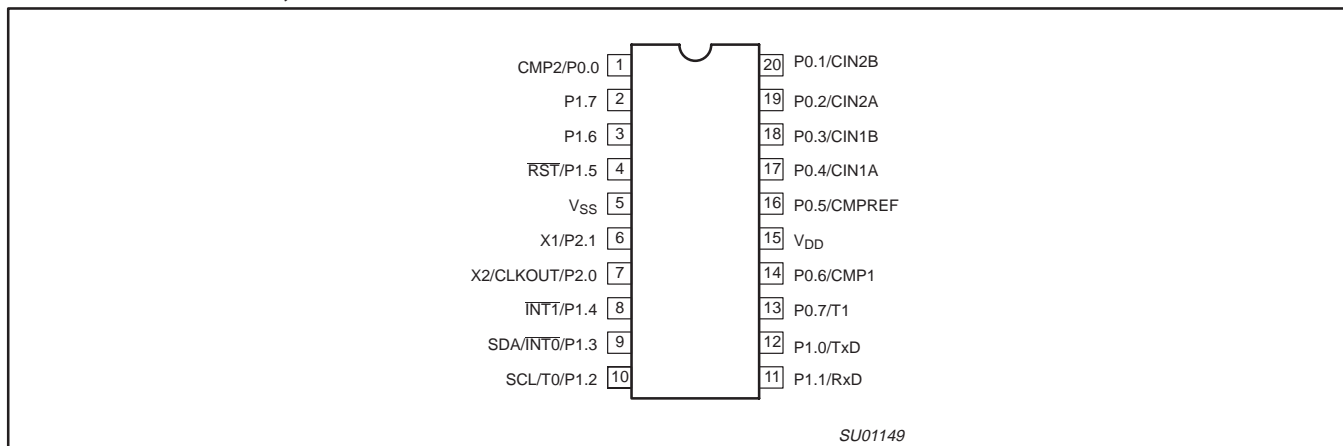 CMP2/P0.0 1 20 P0.1/CIN2B
P1.7 2 19 P0.2/CIN2A
P1.6 3 18 P0.3/CIN1B
RST/P1.5 4 17 P0.4/CIN1A
VSS 5 16 P0.5/CMPREF
X1/P2.1 6 15 VDD
X2/CLKOUT/P2.0 7 14 P0.6/CMP1
INT1/P1.4 8 13 P0.7/T1
SDA/INT0/P1.3 9 12 P1.0/TxD
SCL/T0/P1.2 10 11 P1.1/RxD
SU01149